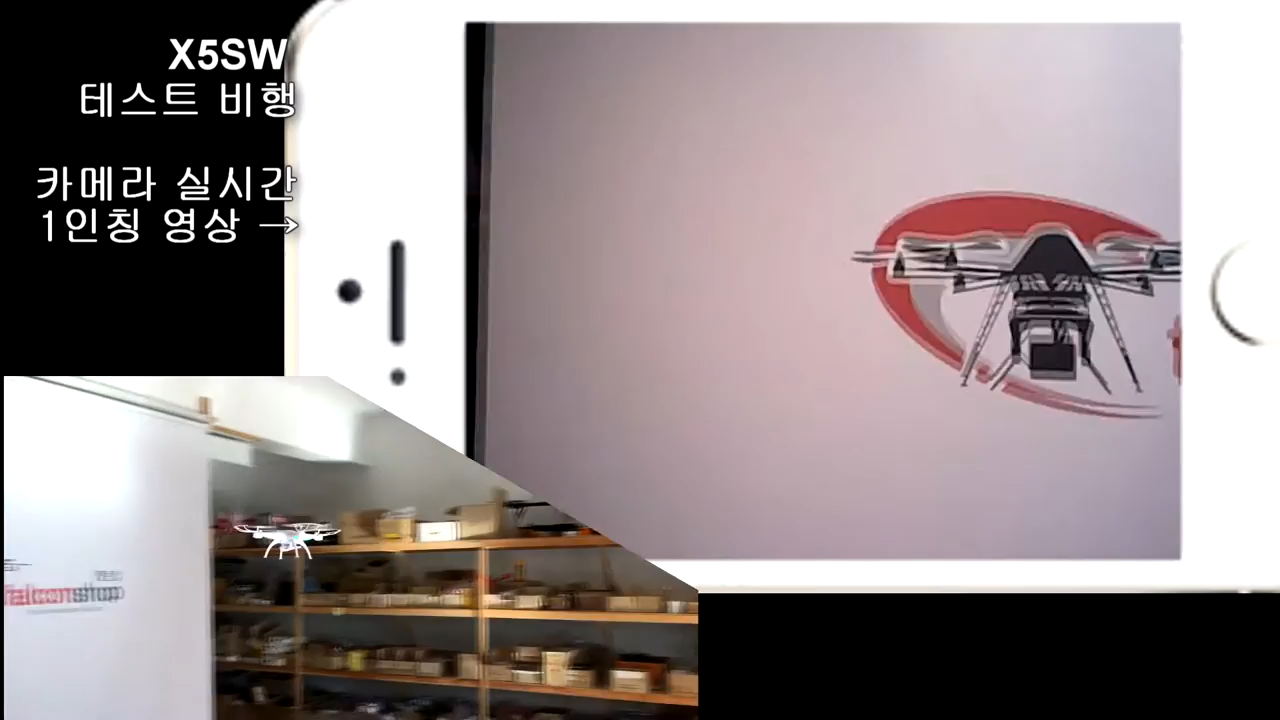 X5SW
테스트 비행
카메라 실시간
1인칭 영상 →
falconshop